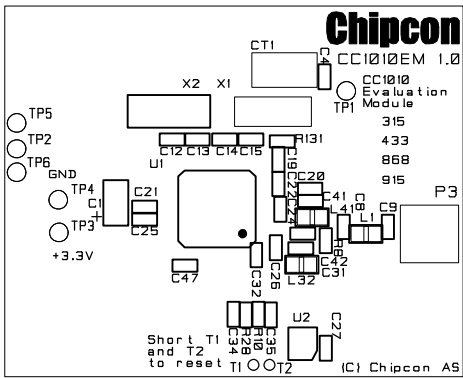 Chipcon
CT1
C4
CC1010EM 1.0
CC1010
Evaluation
Module
TP1
X2 X1
TP5
TP2
TP6
315
433
868
915
U1
C12 C13 C14 C15
R131
C19
GND
TP4
C1
+
C21
C25
TP3
+3.3V
C22
C24
C20
C41
L41
C8
L1
C9
P3
R8
C42
C31
L32
C47
C32
C26
U2
C27
C34
R28
R10
C35
Short T1
and T2
to reset
T1
T2
(C) Chipcon AS